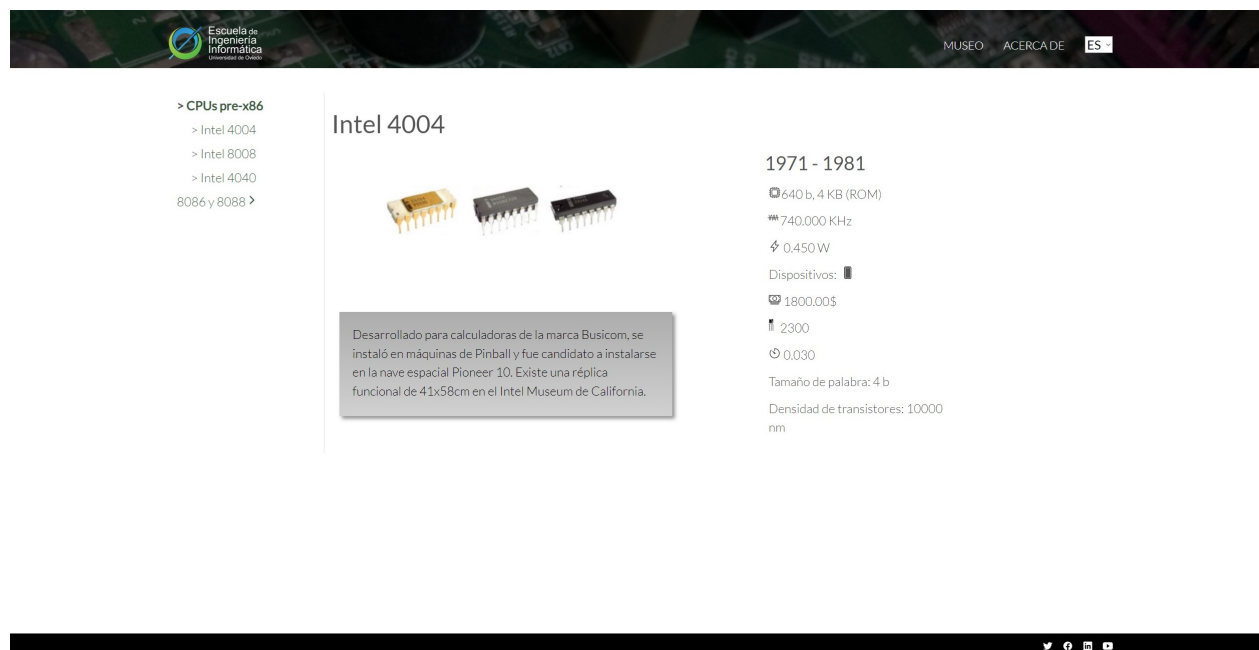 Escuela de
Ingeniería
Informática
Universidad de Oviedo
MUSEO ACERCA DE ES
> CPUs pre-x86
> Intel 4004
> Intel 8008
> Intel 4040
8086 y 8088 >
Intel 4004
1971 - 1981
640 b, 4 KB (ROM)
740.000 KHz
0.450 W
Dispositivos:
1800.00$
2300
0.030
Tamaño de palabra: 4 b
Densidad de transistores: 10000
nm
Desarrollado para calculadoras de la marca Busicom, se
instaló en máquinas de Pinball y fue candidato a instalarse
en la nave espacial Pioneer 10. Existe una réplica
funcional de 41x58cm en el Intel Museum de California.